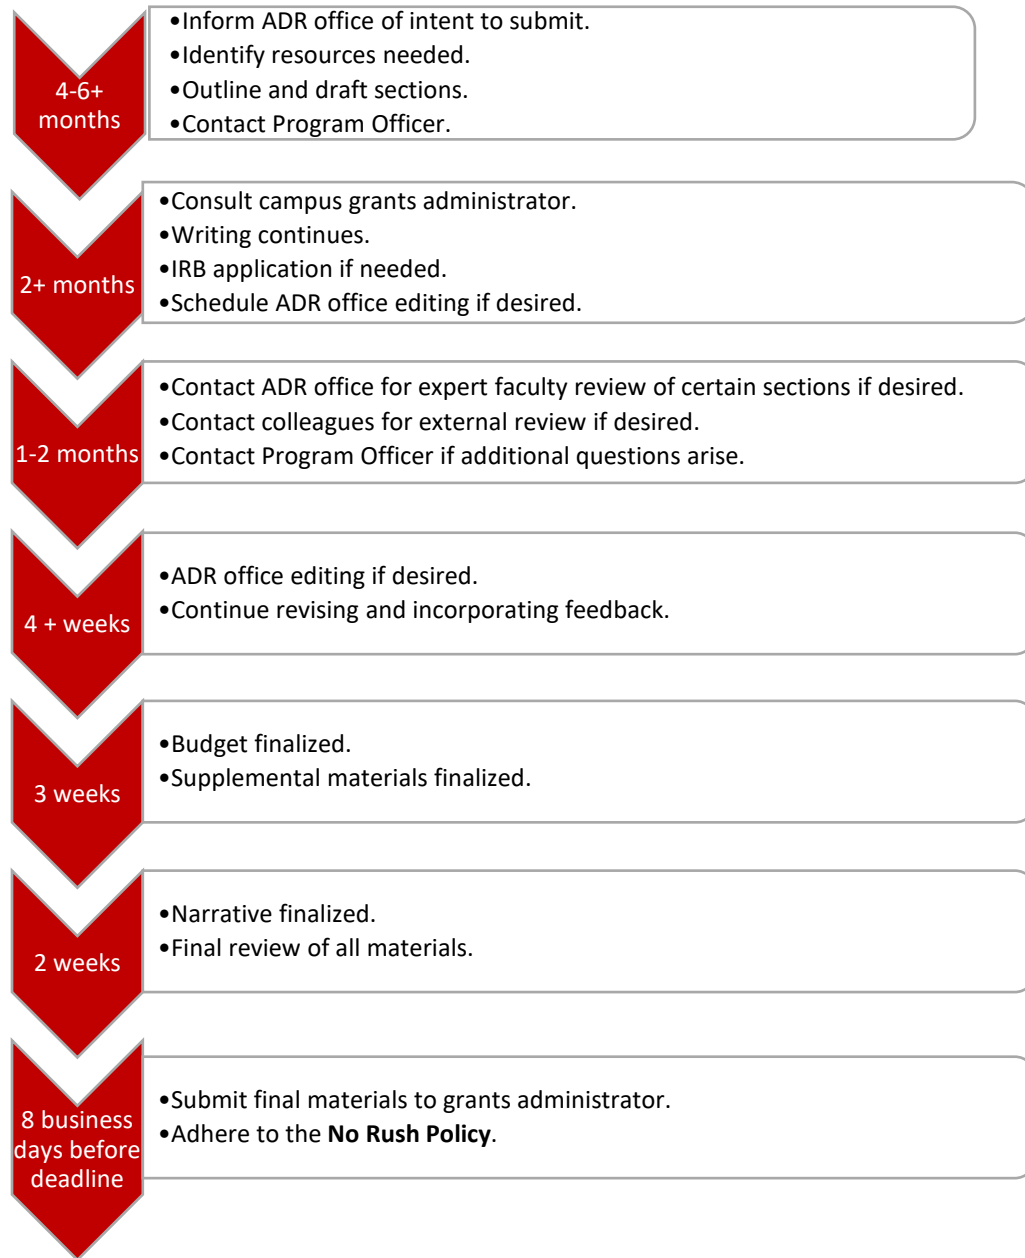 4-6+
months
•Inform ADR office of intent to submit.
•Identify resources needed.
•Outline and draft sections.
•Contact Program Officer.
2+ months
•Consult campus grants administrator.
•Writing continues.
•IRB application if needed.
•Schedule ADR office editing if desired.
1-2 months
•Contact ADR office for expert faculty review of certain sections if desired.
•Contact colleagues for external review if desired.
•Contact Program Officer if additional questions arise.
4 + weeks
•ADR office editing if desired.
•Continue revising and incorporating feedback.
3 weeks
•Budget finalized.
•Supplemental materials finalized.
2 weeks
•Narrative finalized.
•Final review of all materials.
8 business
days before
deadline
•Submit final materials to grants administrator.
•Adhere to the No Rush Policy.